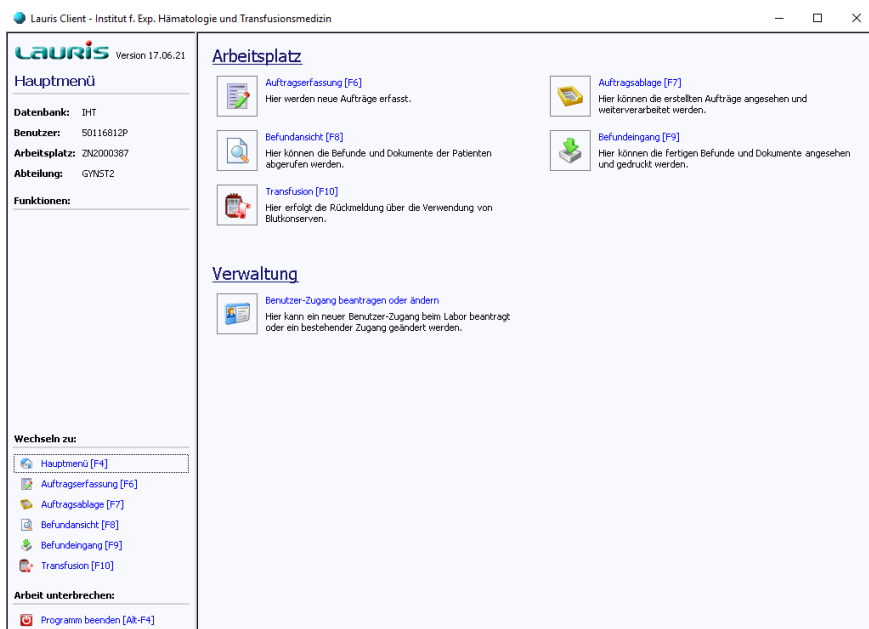 Lauris Client - Institut f. Exp. Hämatologie und Transfusionsmedizin
Lauris Version 17.06.21
Hauptmenü
Datenbank: IHT
Benutzer: 50116812P
Arbeitsplatz: ZN2000387
Abteilung: GYNST2
Funktionen:
Wechseln zu:
Hauptmenü [F4]
Auftragserfassung [F6]
Auftragsablage [F7]
Befundansicht [F8]
Befundeingang [F9]
Transfusion [F10]
Arbeit unterbrechen:
Programm beenden [Alt-F4]
Arbeitsplatz
Auftragserfassung [F6]
Hier werden neue Aufträge erfasst.
Auftragsablage [F7]
Hier können die erstellten Aufträge angesehen und
weiterverarbeitet werden.
Befundansicht [F8]
Hier können die Befunde und Dokumente der Patienten
abgerufen werden.
Befundeingang [F9]
Hier können die fertigen Befunde und Dokumente angesehen
und gedruckt werden.
Transfusion [F10]
Hier erfolgt die Rückmeldung über die Verwendung von
Blutkonserven.
Verwaltung
Benutzer-Zugang beantragen oder ändern
Hier kann ein neuer Benutzer-Zugang beim Labor beantragt
oder ein bestehender Zugang geändert werden.